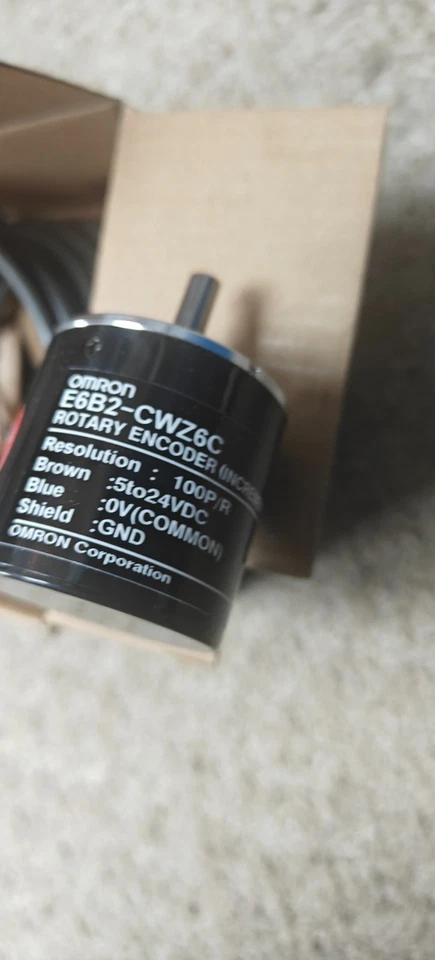 OMRON
E6B2-CWZ6C
ROTARY ENCODER
Resolution : 100P/R
Brown :5to24VDC
Blue :0V(COMMON)
Shield :GND
OMRON Corporation